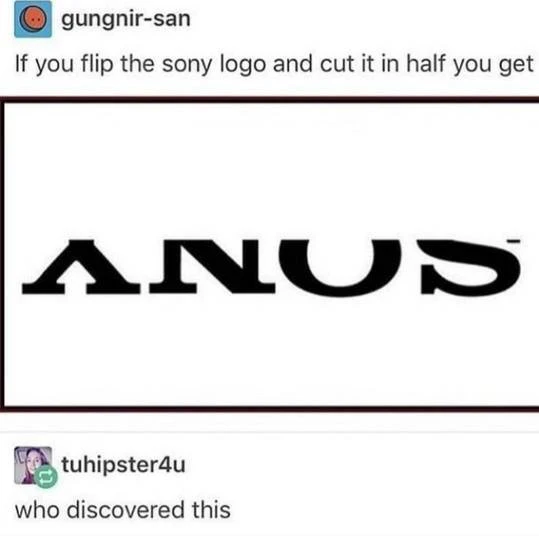 gungnir-san
If you flip the sony logo and cut it in half you get
ANUS
tuhipster4u
who discovered this